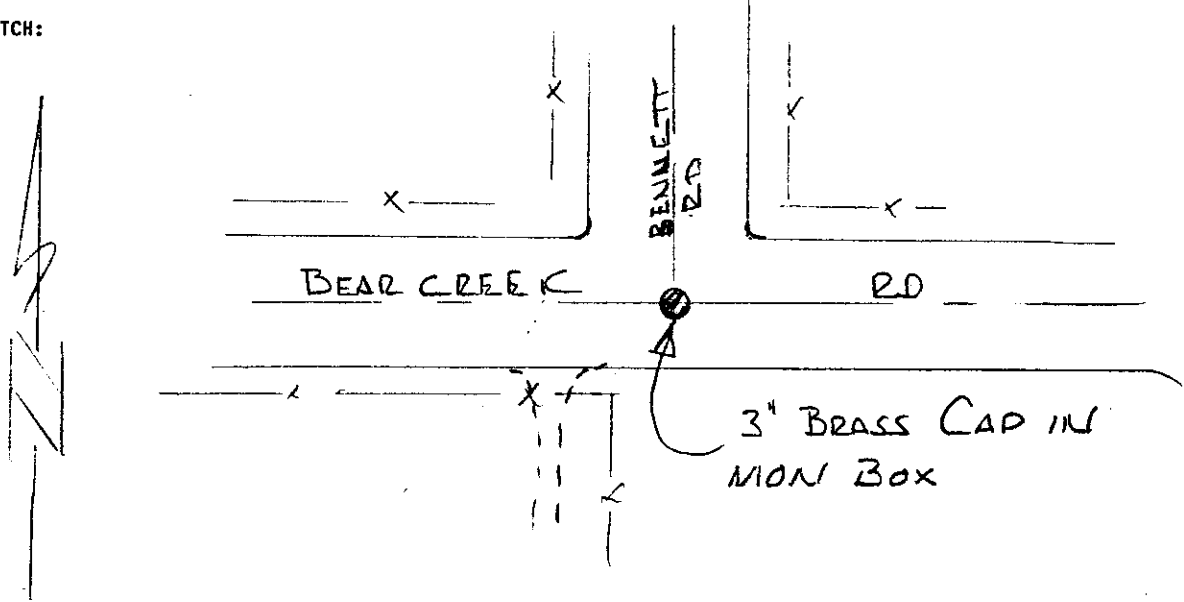 TCH:
BENNETT
RD
BEAR CREEK RD
3" BRASS CAP IN
MON BOX
N